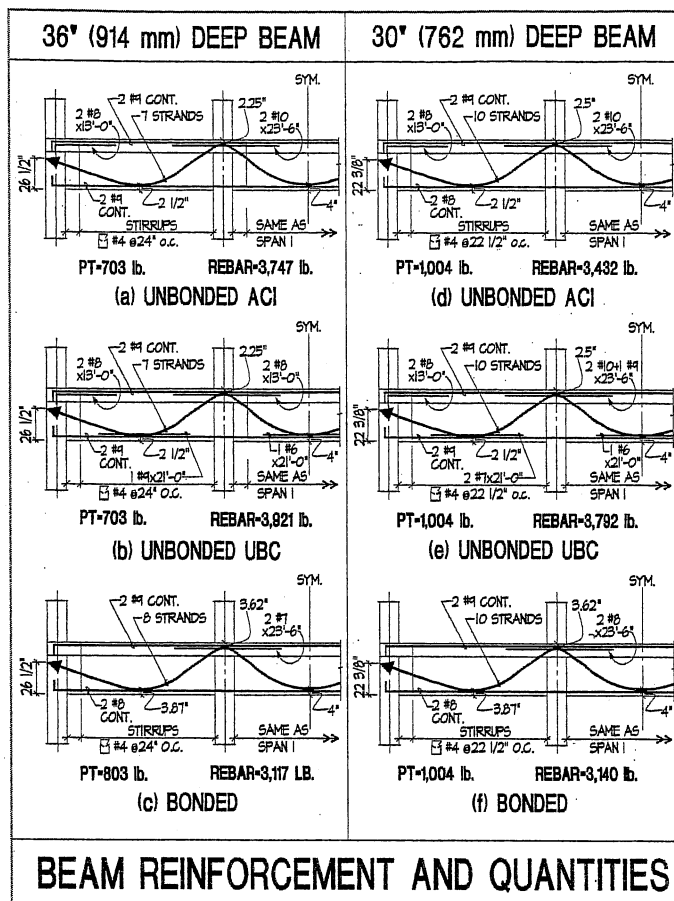 36" (914 mm) DEEP BEAM
30" (762 mm) DEEP BEAM
SYM.
2 #9 CONT.
7 STRANDS
2 #8
x13'-0"
2.25"
2 #10
x23'-6"
26 1/2"
2 #9
CONT.
2 1/2"
4"
STIRRUPS
#4 @24" o.c.
SAME AS
SPAN 1
PT=703 lb.
REBAR=3,747 lb.
(a) UNBONDED ACI
SYM.
2 #9 CONT.
10 STRANDS
2 #8
x13'-0"
2.5"
2 #10
x23'-6"
22 3/8"
2 #9
CONT.
2 1/2"
4"
STIRRUPS
#4 @22 1/2" o.c.
SAME AS
SPAN 1
PT=1,004 lb.
REBAR=3,432 lb.
(d) UNBONDED ACI
SYM.
2 #9 CONT.
7 STRANDS
2 #8
x13'-0"
2.25"
2 #8
x13'-0"
26 1/2"
2 #9
CONT.
2 1/2"
1 #6
x21'-0"
4"
1 #9x21'-0"
#4 @24" o.c.
SAME AS
SPAN 1
PT=703 lb.
REBAR=3,921 lb.
(b) UNBONDED UBC
SYM.
2 #9 CONT.
10 STRANDS
2 #8
x13'-0"
2.5"
2 #10+1 #9
x23'-6"
22 3/8"
2 #9
CONT.
2 1/2"
1 #6
x21'-0"
4"
2 #7x21'-0"
#4 @22 1/2" o.c.
SAME AS
SPAN 1
PT=1,004 lb.
REBAR=3,792 lb.
(e) UNBONDED UBC
SYM.
2 #9 CONT.
8 STRANDS
3.62"
2 #7
x23'-6"
26 1/2"
2 #8
CONT.
3.87"
4"
STIRRUPS
#4 @24" O.C.
SAME AS
SPAN 1
PT=803 lb.
REBAR=3,117 LB.
(c) BONDED
SYM.
2 #9 CONT.
10 STRANDS
3.62"
2 #8
x23'-6"
22 3/8"
2 #8
CONT.
3.87"
4"
STIRRUPS
#4 @22 1/2" O.C.
SAME AS
SPAN 1
PT=1,004 lb.
REBAR=3,140 lb.
(f) BONDED
BEAM REINFORCEMENT AND QUANTITIES